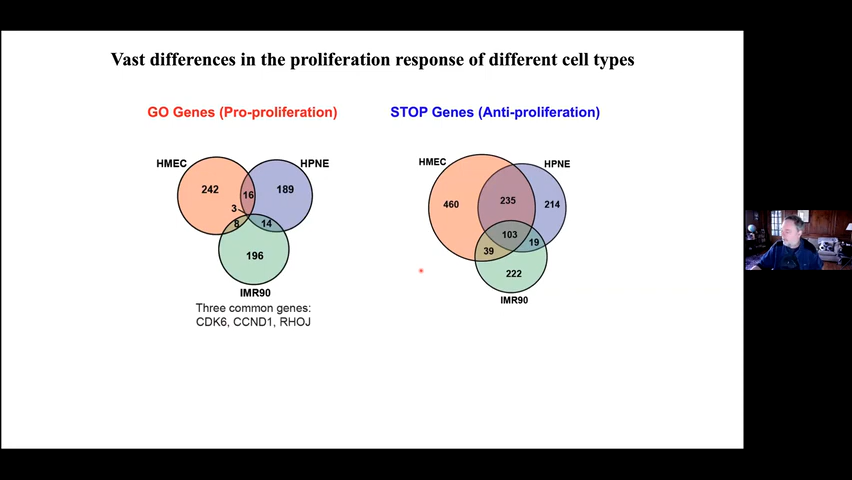 Vast differences in the proliferation response of different cell types
GO Genes (Pro-proliferation)
HMEC
HPNE
242
16
189
3
8
14
196
IMR90
Three common genes:
CDK6, CCND1, RHOJ
STOP Genes (Anti-proliferation)
HMEC
HPNE
460
235
214
103
39
19
222
IMR90